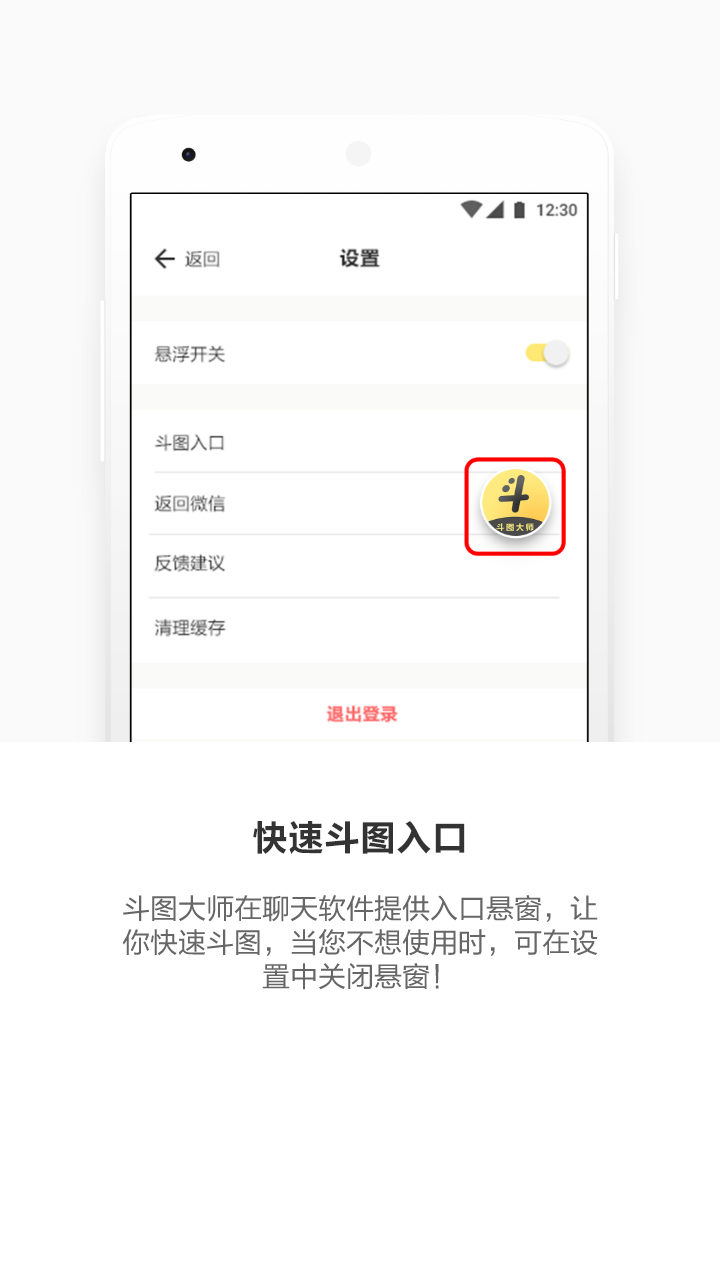 12:30
返回
设置
悬浮开关
斗图入口
返回微信
斗
斗图大师
反馈建议
清理缓存
退出登录
快速斗图入口
斗图大师在聊天软件提供入口悬窗，让
你快速斗图，当您不想使用时，可在设
置中关闭悬窗！